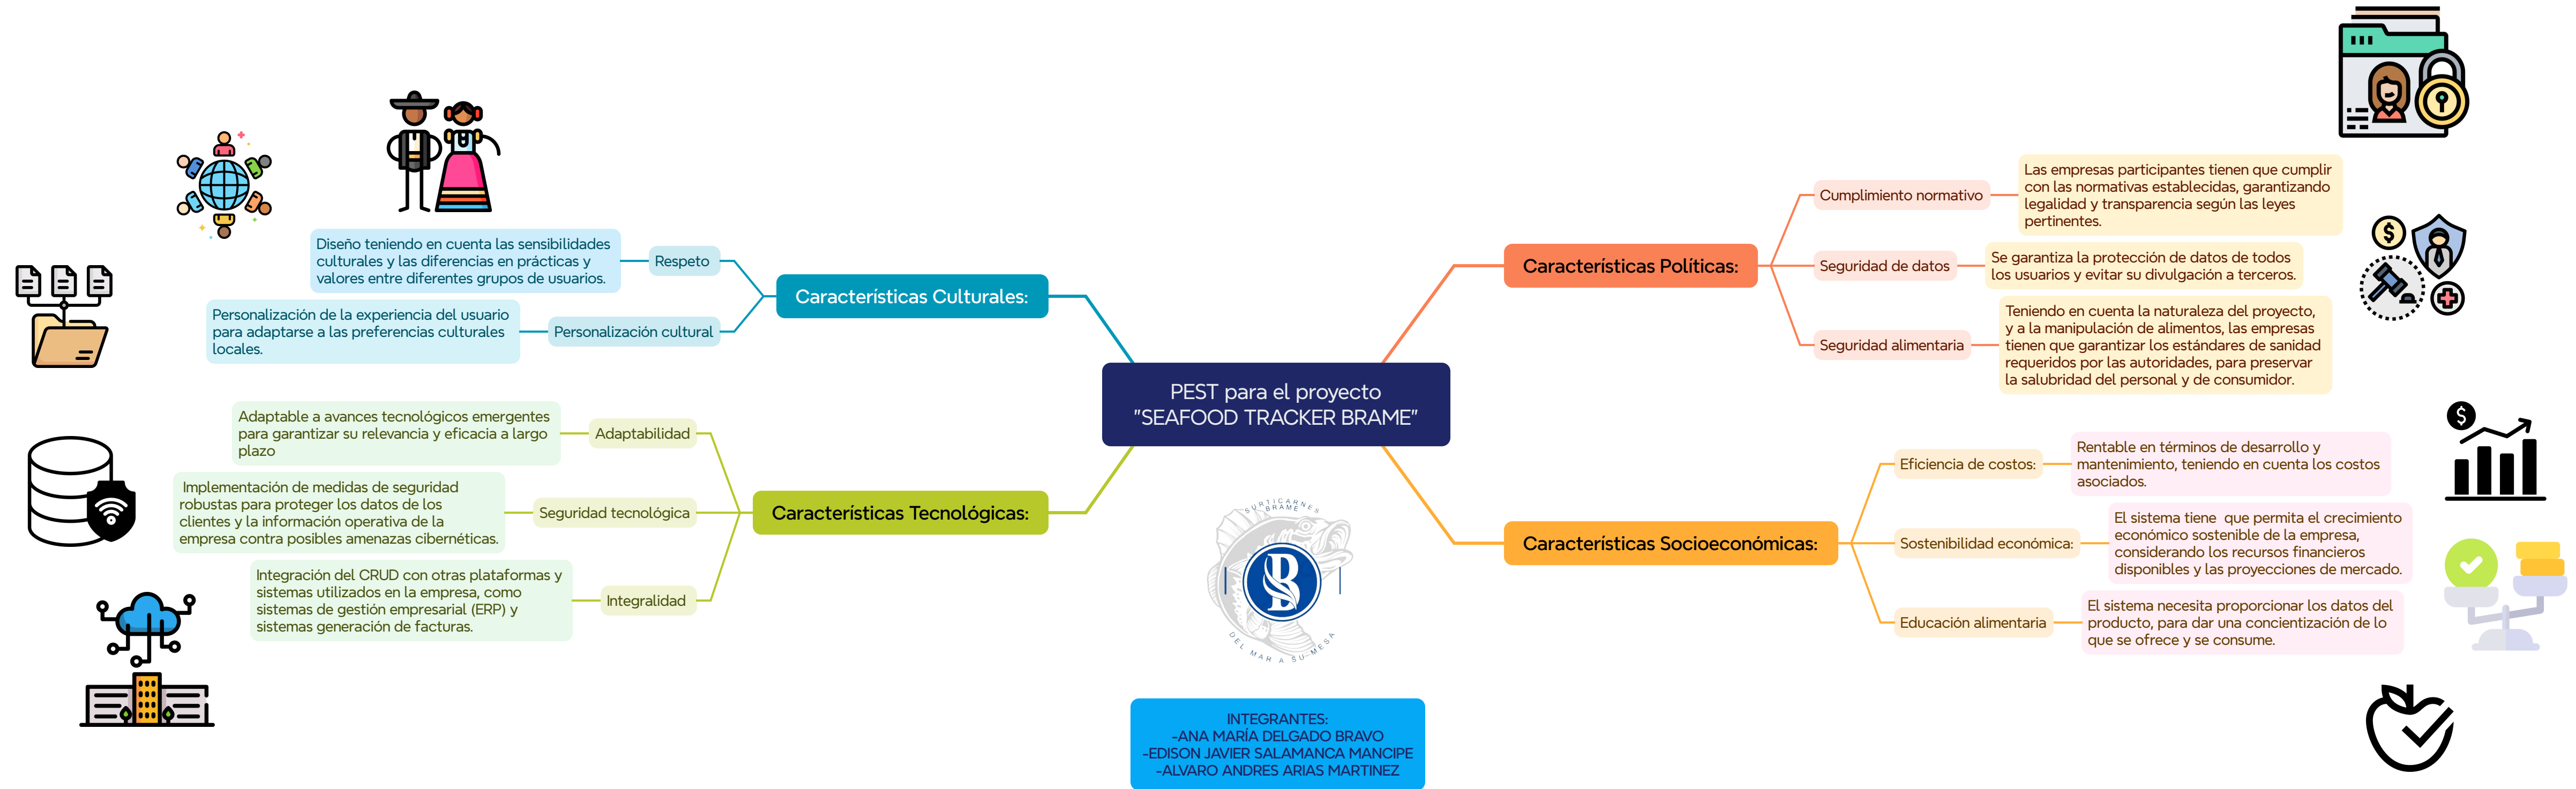 PEST para el proyecto
"SEAFOOD TRACKER BRAME"
Características Culturales:
Respeto
Diseño teniendo en cuenta las sensibilidades
culturales y las diferencias en prácticas y
valores entre diferentes grupos de usuarios.
Personalización cultural
Personalización de la experiencia del usuario
para adaptarse a las preferencias culturales
locales.
Características Tecnológicas:
Adaptabilidad
Adaptable a avances tecnológicos emergentes
para garantizar su relevancia y eficacia a largo
plazo
Seguridad tecnológica
Implementación de medidas de seguridad
robustas para proteger los datos de los
clientes y la información operativa de la
empresa contra posibles amenazas cibernéticas.
Integralidad
Integración del CRUD con otras plataformas y
sistemas utilizados en la empresa, como
sistemas de gestión empresarial (ERP) y
sistemas generación de facturas.
Características Políticas:
Cumplimiento normativo
Las empresas participantes tienen que cumplir
con las normativas establecidas, garantizando
legalidad y transparencia según las leyes
pertinentes.
Seguridad de datos
Se garantiza la protección de datos de todos
los usuarios y evitar su divulgación a terceros.
Seguridad alimentaria
Teniendo en cuenta la naturaleza del proyecto,
y a la manipulación de alimentos, las empresas
tienen que garantizar los estándares de sanidad
requeridos por las autoridades, para preservar
la salubridad del personal y de consumidor.
Características Socioeconómicas:
Eficiencia de costos:
Rentable en términos de desarrollo y
mantenimiento, teniendo en cuenta los costos
asociados.
Sostenibilidad económica:
El sistema tiene  que permita el crecimiento
económico sostenible de la empresa,
considerando los recursos financieros
disponibles y las proyecciones de mercado.
Educación alimentaria
El sistema necesita proporcionar los datos del
producto, para dar una concientización de lo
que se ofrece y se consume.
SURTICARNES
BRAME
B
DEL MAR A SU MESA
INTEGRANTES:
-ANA MARÍA DELGADO BRAVO
-EDISON JAVIER SALAMANCA MANCIPE
-ALVARO ANDRES ARIAS MARTINEZ
$
$